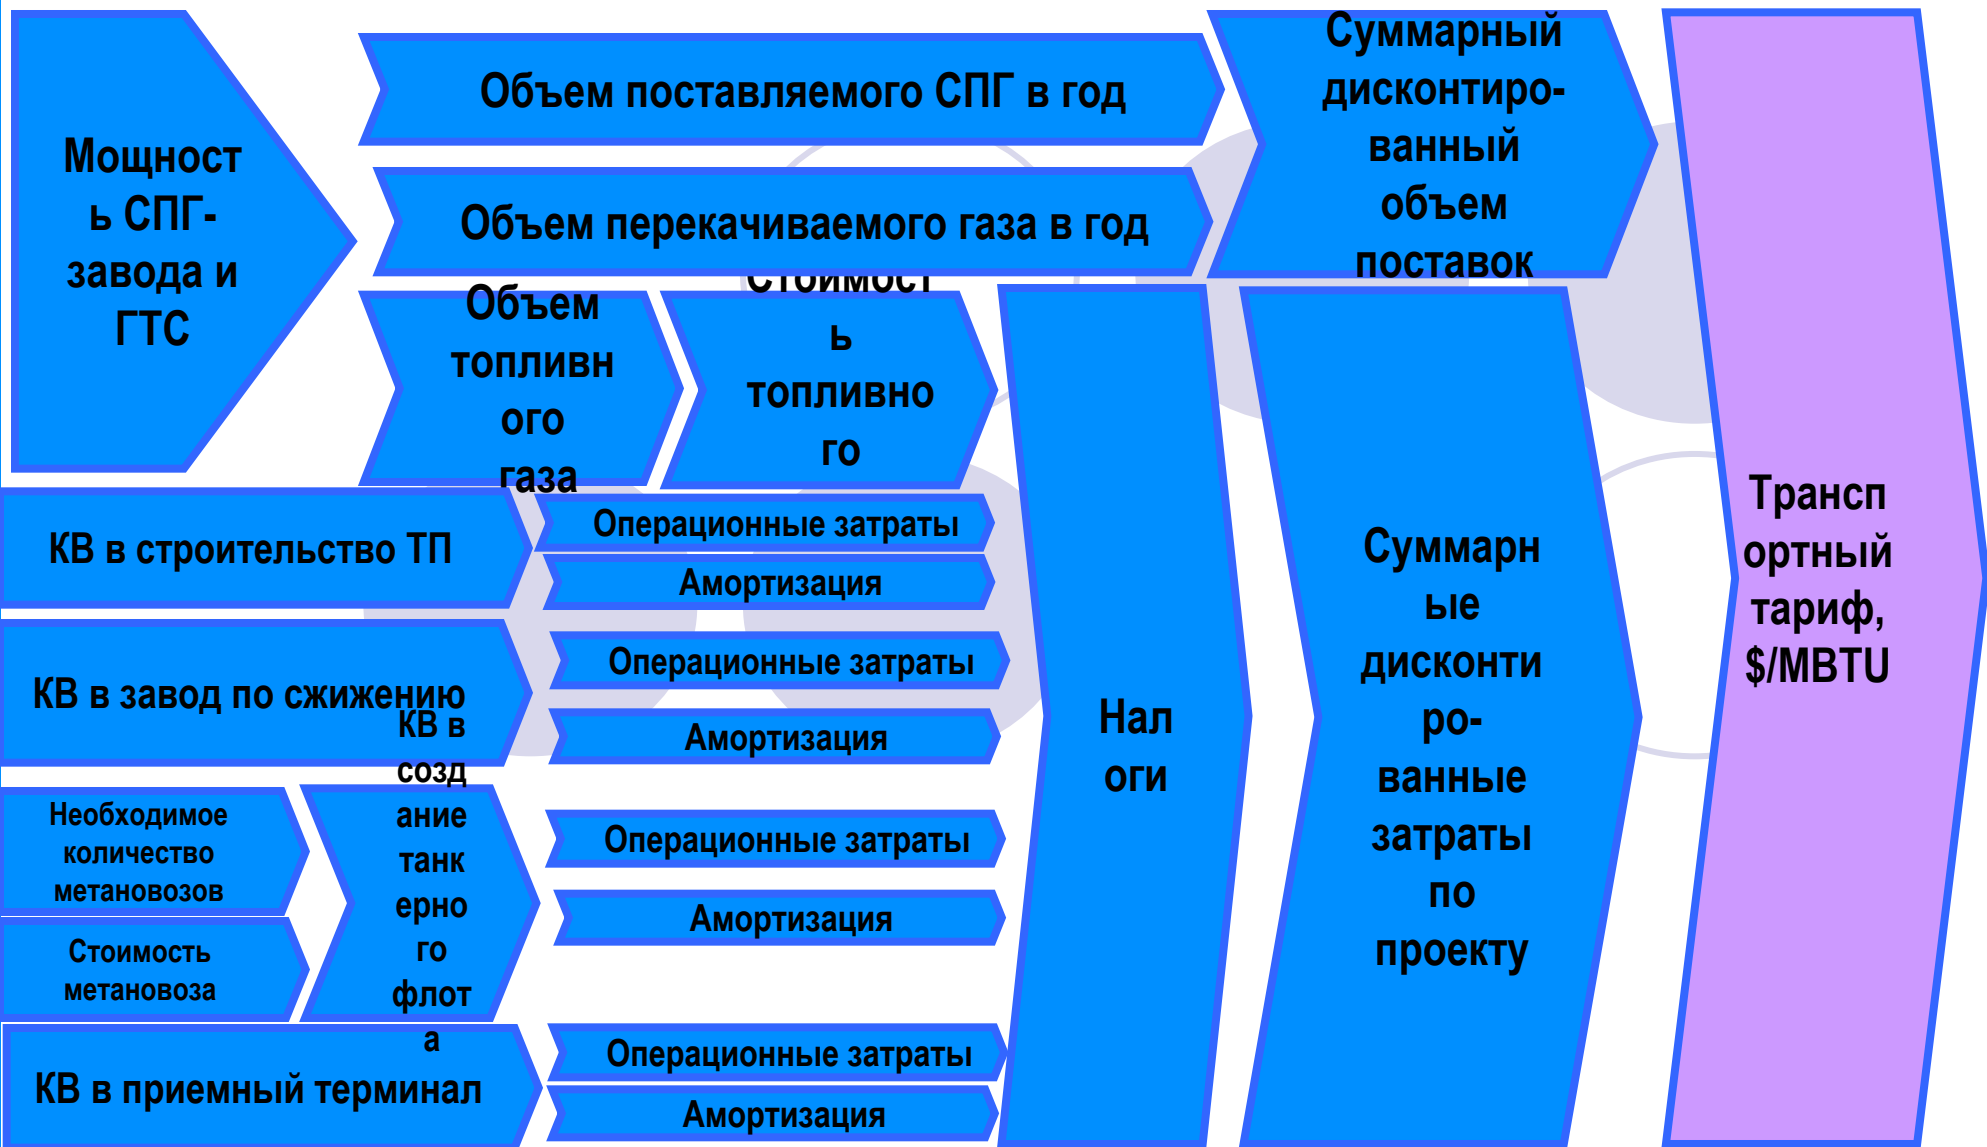 Мощност
ь СПГ-
завода и
ГТС
Объем поставляемого СПГ в год
Объем перекачиваемого газа в год
Суммарный
дисконтиро-
ванный
объем
поставок
Объем
топливн
ого
газа
Стоимост
ь
топливно
го
КВ в строительство ТП
Операционные затраты
Амортизация
КВ в завод по сжижению
Операционные затраты
Амортизация
Необходимое
количество
метановозов
Стоимость
метановоза
КВ в
созд
ание
танк
ерно
го
флот
а
Операционные затраты
Амортизация
КВ в приемный терминал
Операционные затраты
Амортизация
Нал
оги
Суммарн
ые
дисконти
ро-
ванные
затраты
по
проекту
Трансп
ортный
тариф,
$/MBTU